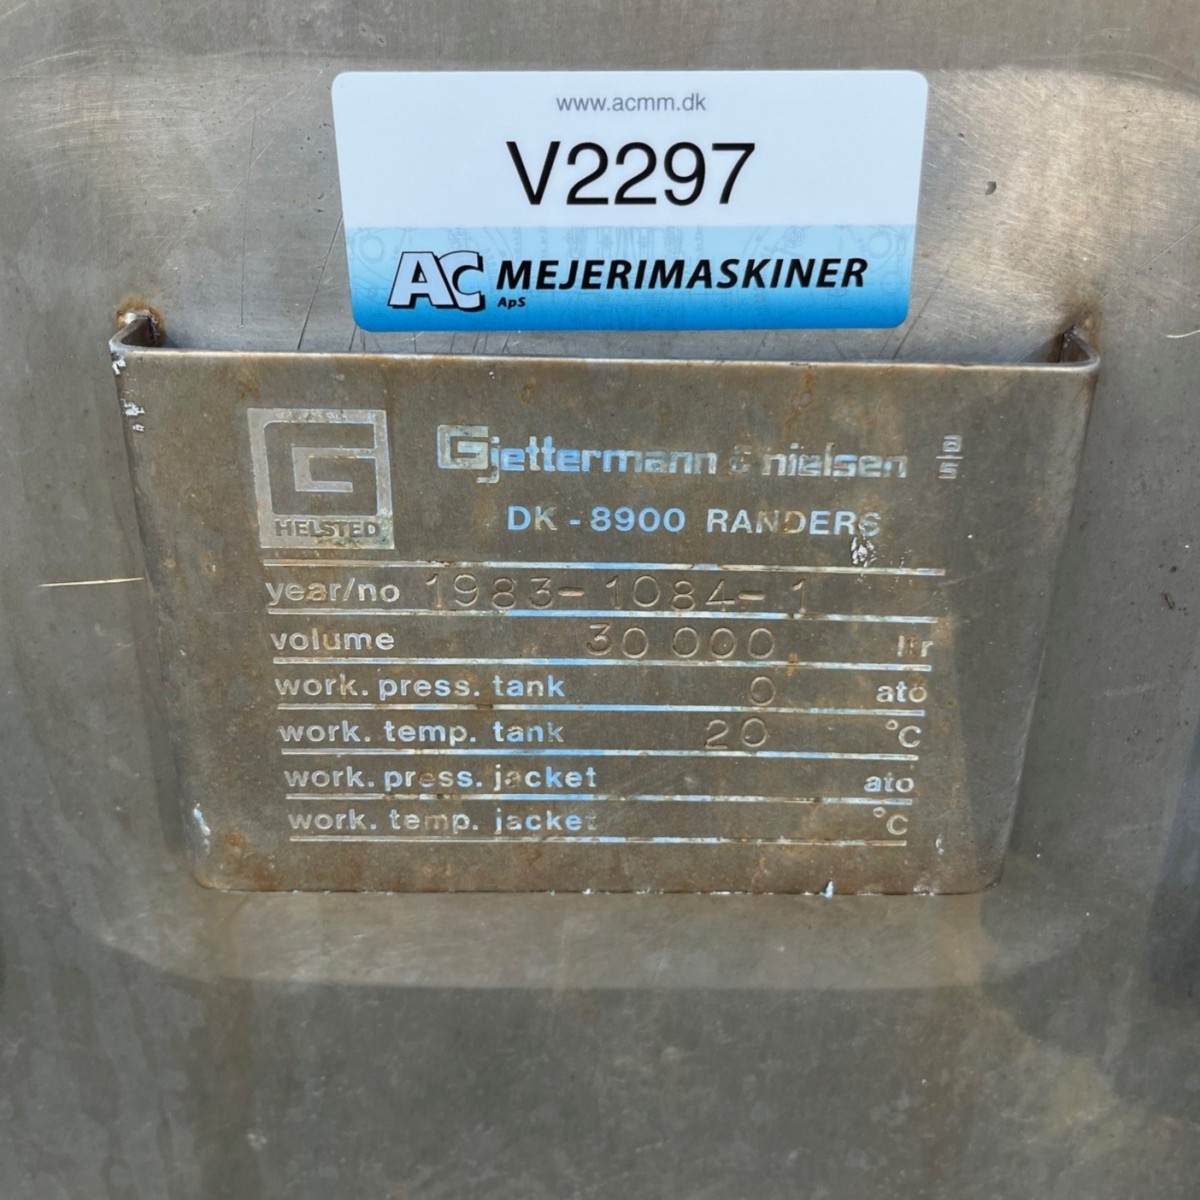 www.acmm.dk
V2297
AC MEJERIMASKINER
ApS
G
HELSTED
Gjettermann & nielsen a/s
DK - 8900 RANDERS
year/no 1983-1084-1
volume 30 000 ltr
work. press. tank 0 ato
work. temp. tank 20 °C
work. press. jacket ato
work. temp. jacket °C